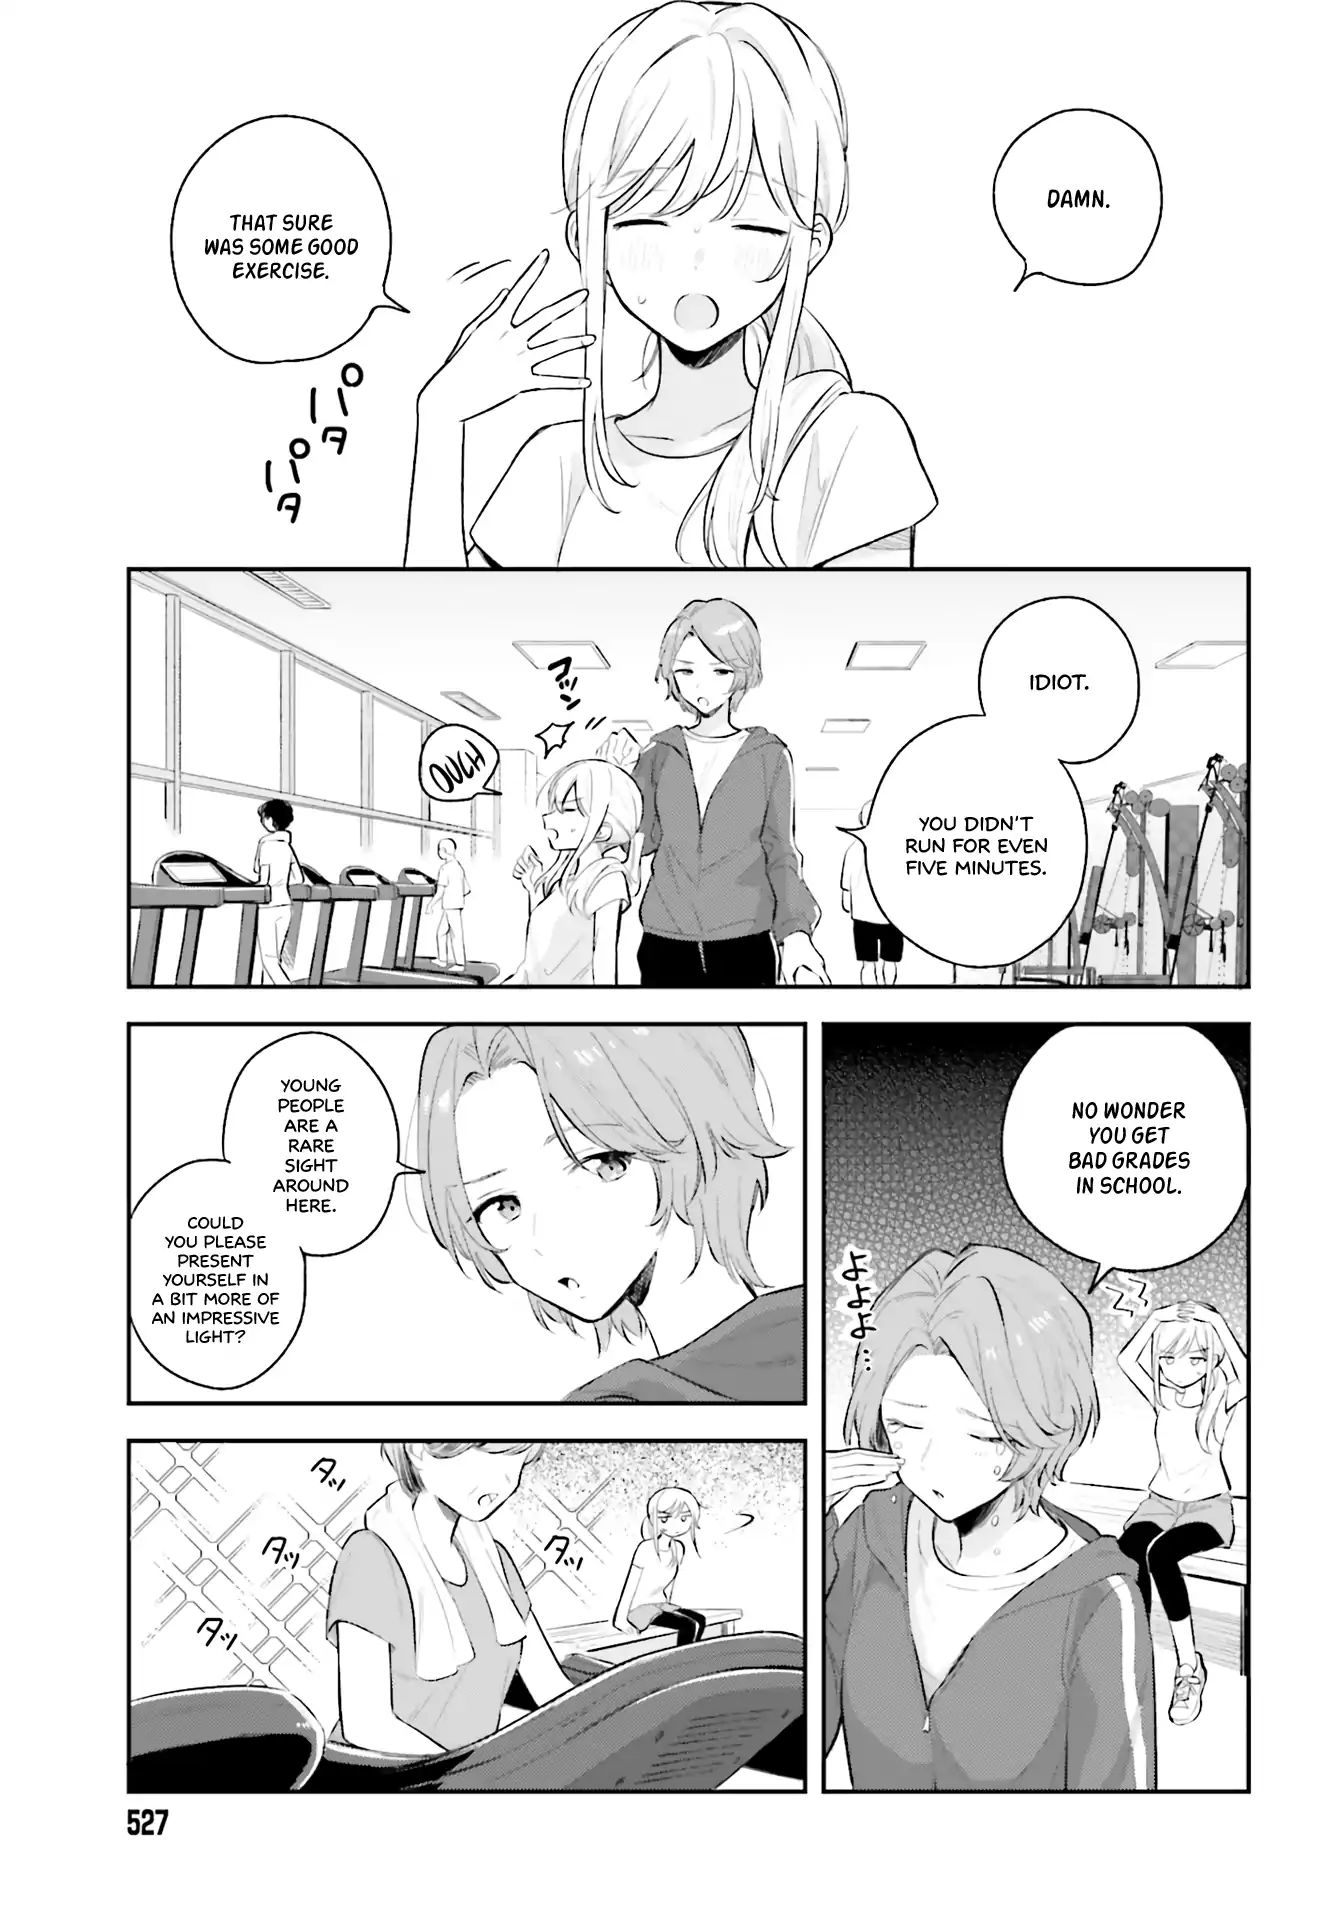 DAMN.
THAT SURE
WAS SOME GOOD
EXERCISE.
パタ
パタ
IDIOT.
YOU DIDN'T
RUN FOR EVEN
FIVE MINUTES.
コツン
OUCH
NO WONDER
YOU GET
BAD GRADES
IN SCHOOL.
よよよ…
YOUNG
PEOPLE
ARE A
RARE
SIGHT
AROUND
HERE.
COULD
YOU PLEASE
PRESENT
YOURSELF IN
A BIT MORE OF
AN IMPRESSIVE
LIGHT?
タッ
タッ
タッ
タッ
527